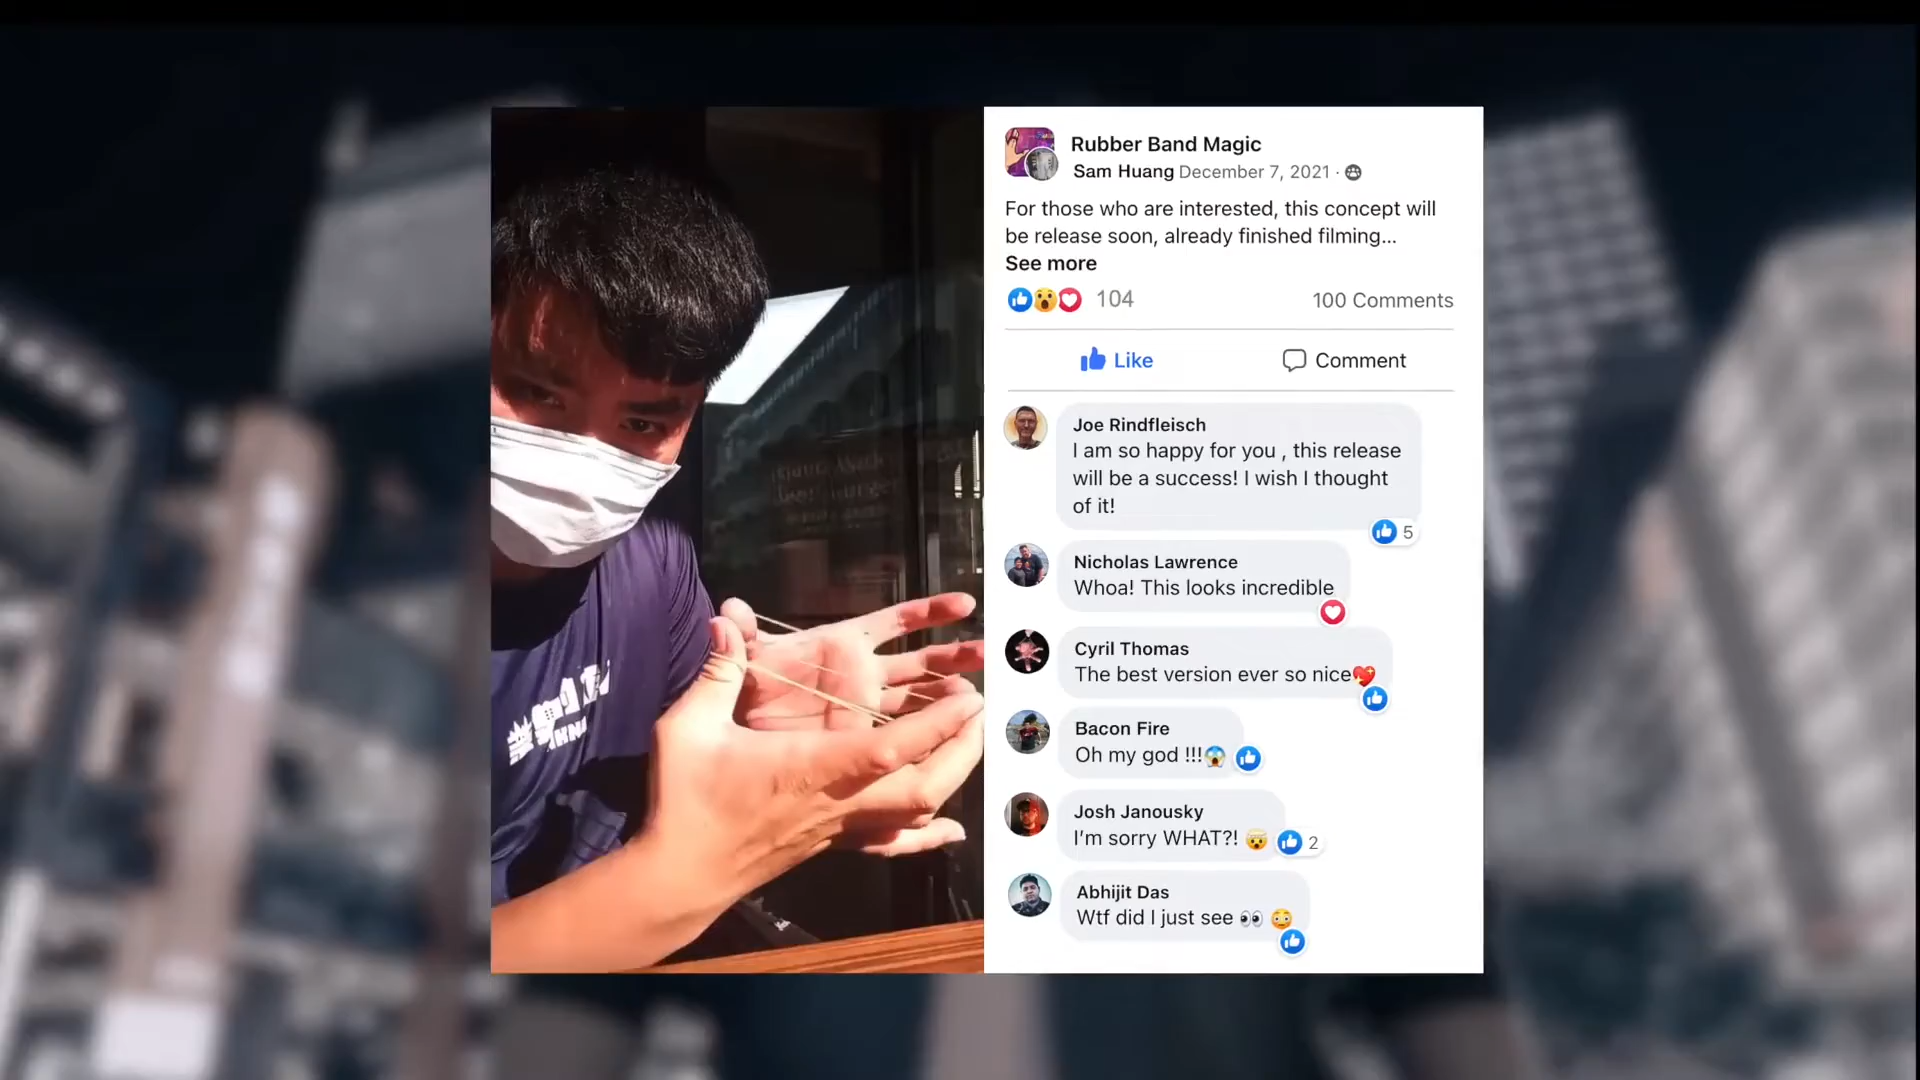 Rubber Band Magic
Sam Huang December 7, 2021 ·
For those who are interested, this concept will
be release soon, already finished filming...
See more
104
100 Comments
Like
Comment
Joe Rindfleisch
I am so happy for you , this release
will be a success! I wish I thought
of it!
5
Nicholas Lawrence
Whoa! This looks incredible
Cyril Thomas
The best version ever so nice💖
Bacon Fire
Oh my god !!!😱
Josh Janousky
I'm sorry WHAT?! 🤯
2
Abhijit Das
Wtf did I just see 👀 😳